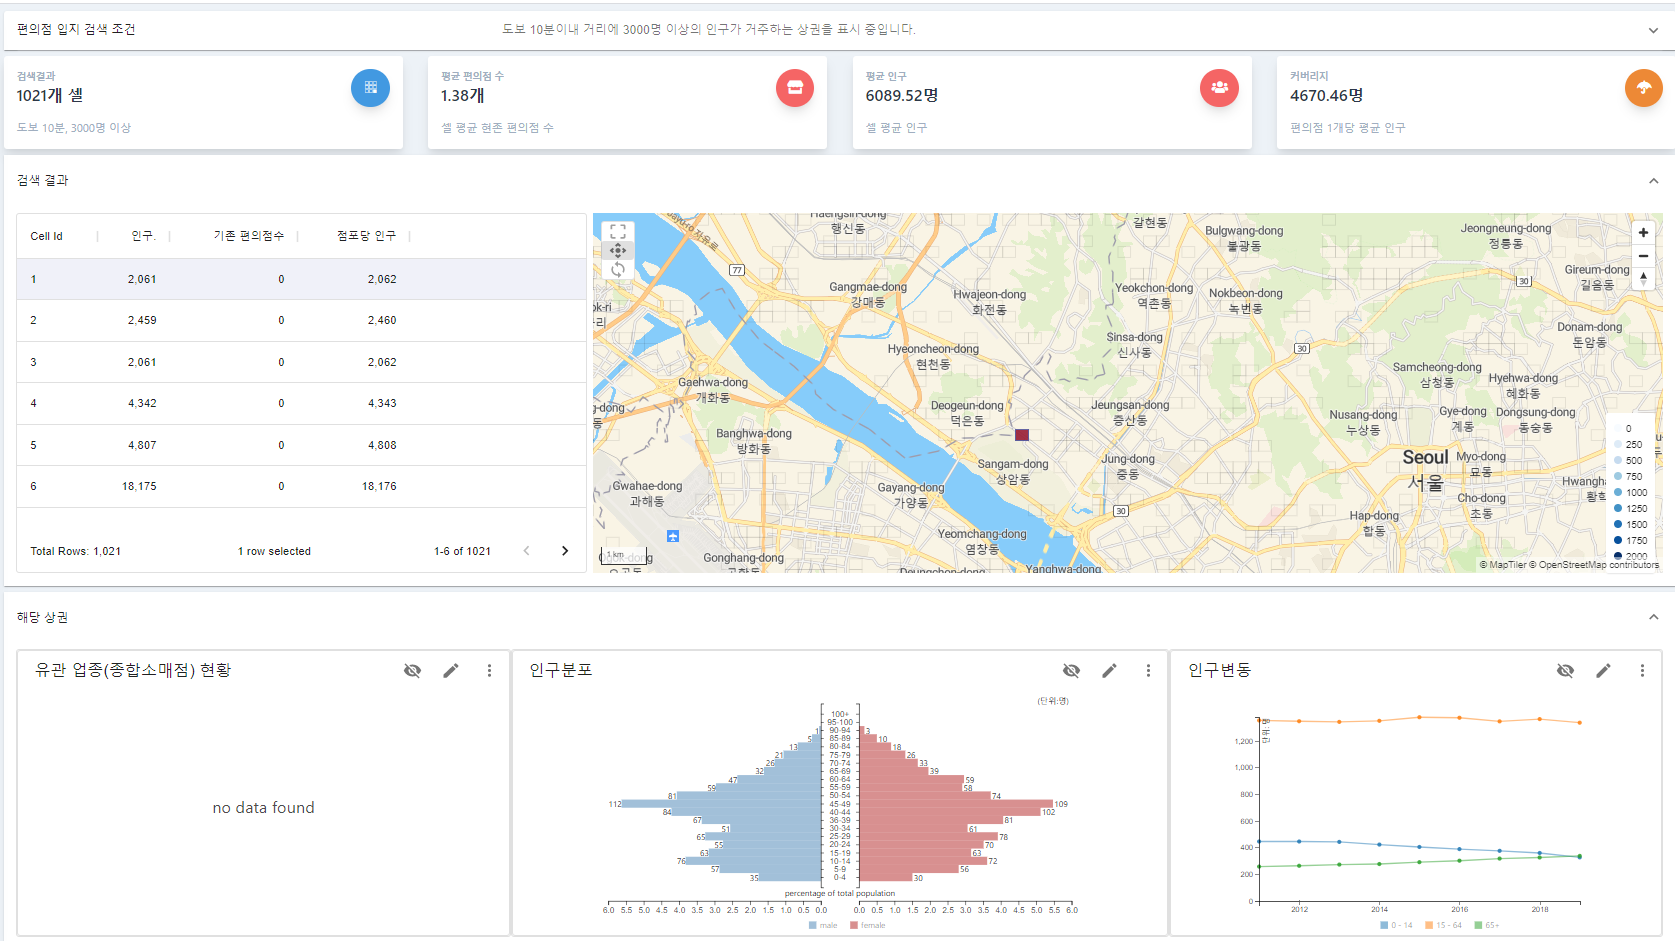 편의점 입지 검색 조건
도보 10분이내 거리에 3000명 이상의 인구가 거주하는 상권을 표시 중입니다.
검색결과
1021개 셀
도보 10분, 3000명 이상
평균 편의점 수
1.38개
셀 평균 현존 편의점 수
평균 인구
6089.52명
셀 평균 인구
커버리지
4670.46명
편의점 1개당 평균 인구
검색 결과
Cell Id 인구. 기존 편의점수 점포당 인구
1 2,061 0 2,062
2 2,459 0 2,460
3 2,061 0 2,062
4 4,342 0 4,343
5 4,807 0 4,808
6 18,175 0 18,176
Total Rows: 1,021 1 row selected 1-6 of 1021
자유로
Haengsin-dong
행신동
갈현동
Bulgwang-dong
불광동
Jeongneung-dong
정릉동
77
Gireum-dong
길음동
30
Gangmae-dong
강매동
Hwajeon-dong
화전동
Yeokchon-dong
역촌동
Nokbeon-dong
녹번동
Donam-dong
돈암동
Sinsa-dong
신사동
Hyeoncheon-dong
현천동
30
Samcheong-dong
삼청동
Hyehwa-dong
혜화동
Gaehwa-dong
개화동
Deogeun-dong
덕은동
Jeungsan-dong
증산동
Nusang-dong
누상동
Gye-dong
계동
Dongsung-dong
동숭동
Banghwa-dong
방화동
Sangam-dong
상암동
Jung-dong
중동
Seoul
서울
Myo-dong
묘동
Gwahae-dong
과해동
Gayang-dong
가양동
30
Cho-dong
초동
Hap-dong
합동
Yeomchang-dong
염창동
Gonghang-dong
공항동
Deungchon-dong
Yanghwa-dong
1 km
0
250
500
750
1000
1250
1500
1750
2000
© MapTiler © OpenStreetMap contributors
해당 상권
유관 업종(종합소매점) 현황
no data found
인구분포
(단위:명)
100+
95-100
1 90-94 3
5 85-89 10
13 80-84 18
21 75-79 26
26 70-74 33
32 65-69 39
47 60-64 59
59 55-59 58
81 50-54 74
112 45-49 109
84 40-44 102
67 36-39 81
51 30-34 61
65 25-29 78
55 20-24 70
63 15-19 63
76 10-14 72
57 5-9 56
35 0-4 30
percentage of total population
6.0 5.5 5.0 4.5 4.0 3.5 3.0 2.5 2.0 1.5 1.0 0.5 0.0 0.0 0.5 1.0 1.5 2.0 2.5 3.0 3.5 4.0 4.5 5.0 5.5 6.0
male female
인구변동
단위:명
1,200
1,000
800
600
400
200
0
2012 2014 2016 2018
0 - 14 15 - 64 65+